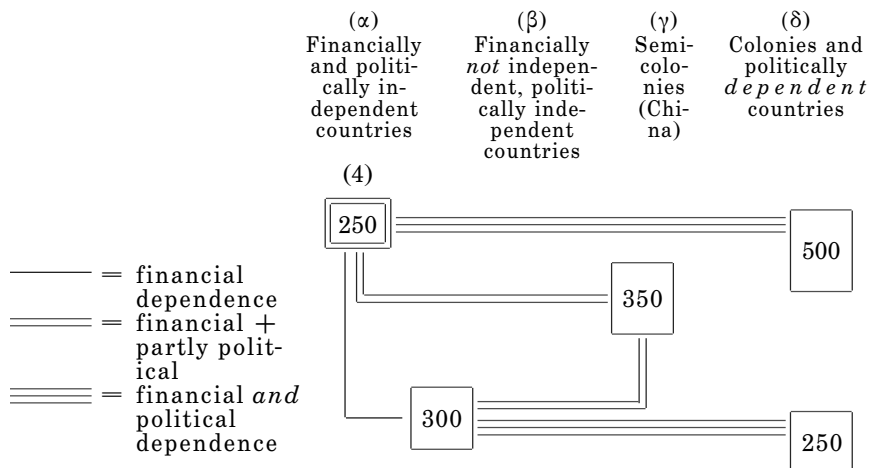 (α)
Financially
and politi-
cally in-
dependent
countries
(β)
Financially
not indepen-
dent, politi-
cally inde-
pendent
countries
(γ)
Semi-
colo-
nies
(Chi-
na)
(δ)
Colonies and
politically
dependent
countries
(4)
250
500
350
300
250
= financial
dependence
= financial +
partly polit-
ical
= financial and
political
dependence